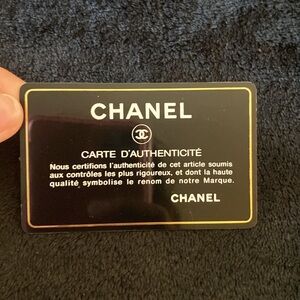 CHANEL
CARTE D'AUTHENTICITÉ
Nous certifions l'authenticité de cet article soumis
aux contrôles les plus rigoureux, et dont la haute
qualité symbolise le renom de notre Marque.
CHANEL